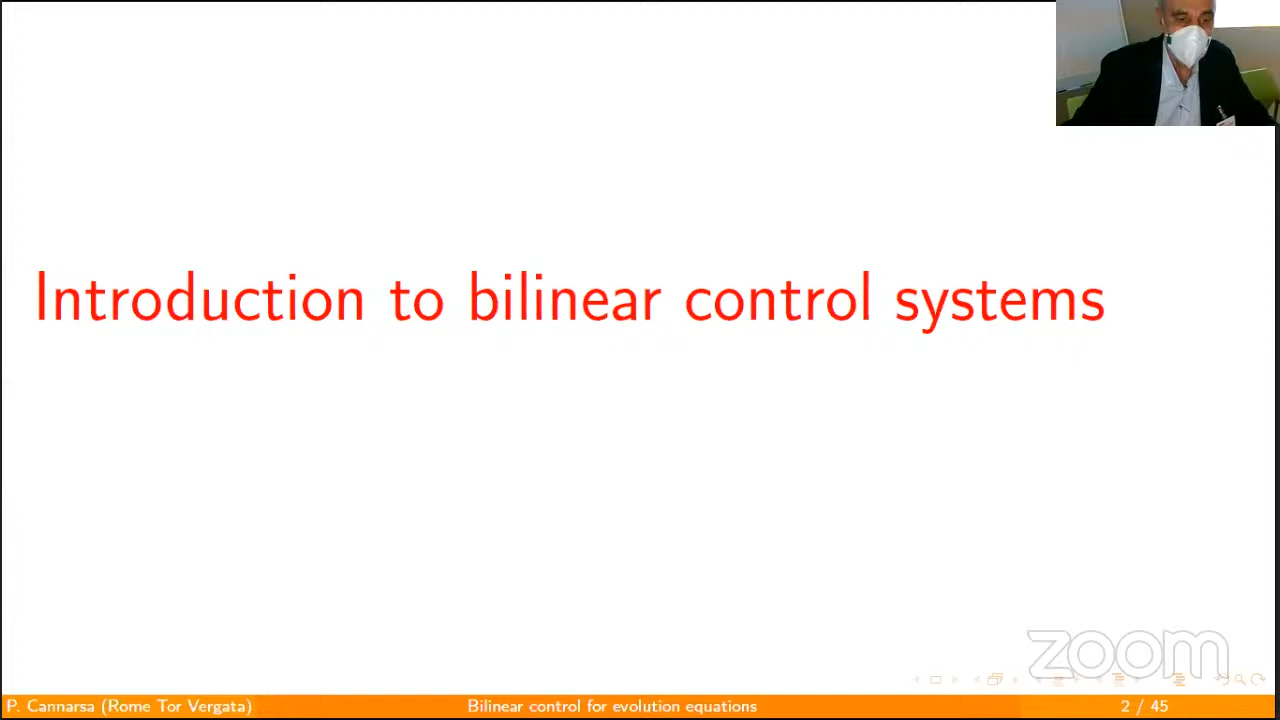 Introduction to bilinear control systems
zoom
P. Cannarsa (Rome Tor Vergata)
Bilinear control for evolution equations
2 / 45